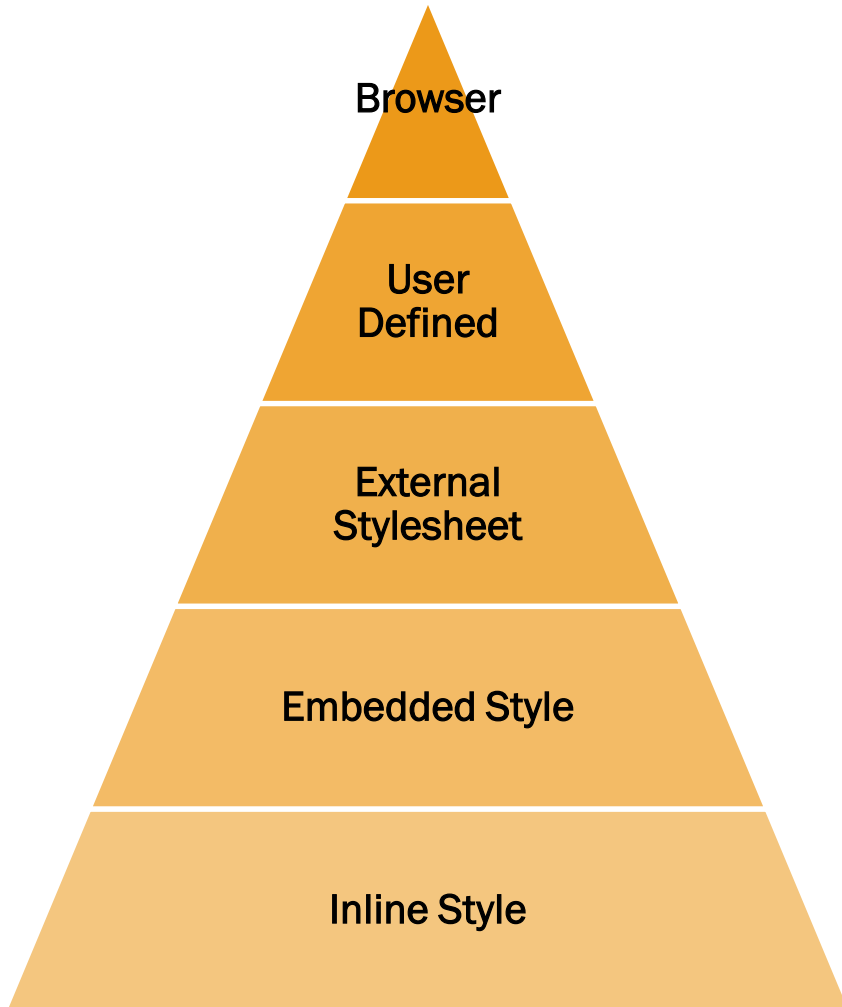 Browser
User
Defined
External
Stylesheet
Embedded Style
Inline Style